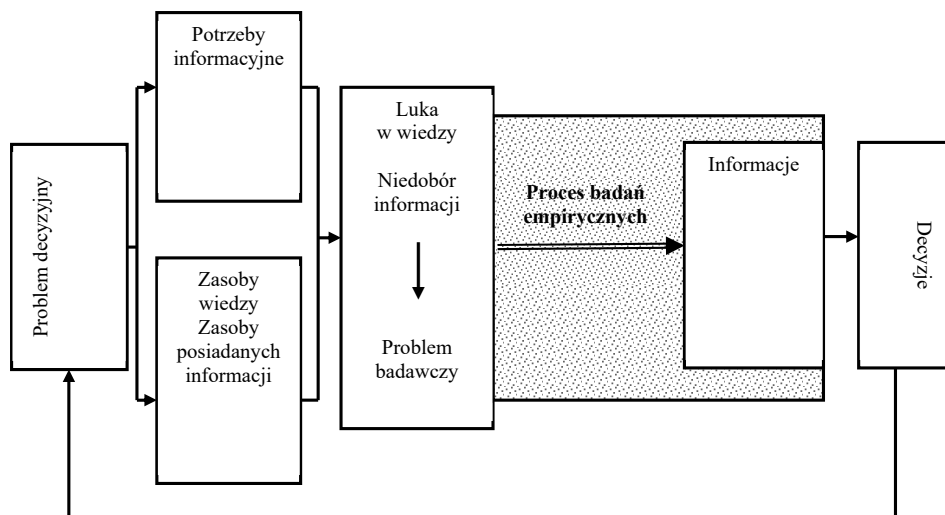 Problem decyzyjny
Potrzeby
informacyjne
Zasoby
wiedzy
Zasoby
posiadanych
informacji
Luka
w wiedzy
Niedobór
informacji
Problem
badawczy
Proces badań
empirycznych
Informacje
Decyzje